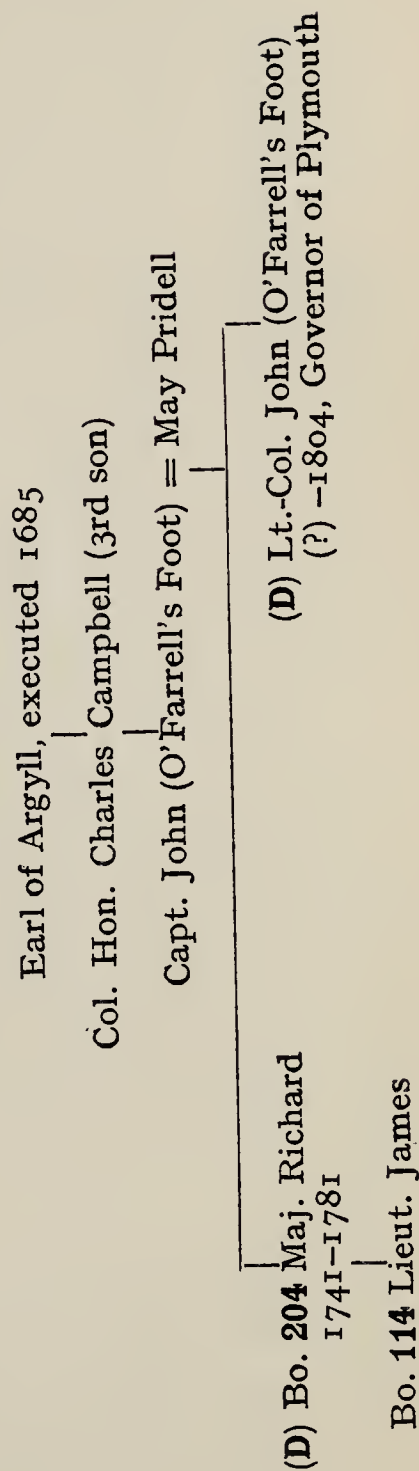 Earl of Argyll, executed 1685
Col. Hon. Charles Campbell (3rd son)
Capt. John (O'Farrell's Foot) = May Pridell
(D) Bo. 204 Maj. Richard
1741–1781
(D) Lt.-Col. John (O'Farrell's Foot)
(?) –1804, Governor of Plymouth
Bo. 114 Lieut. James